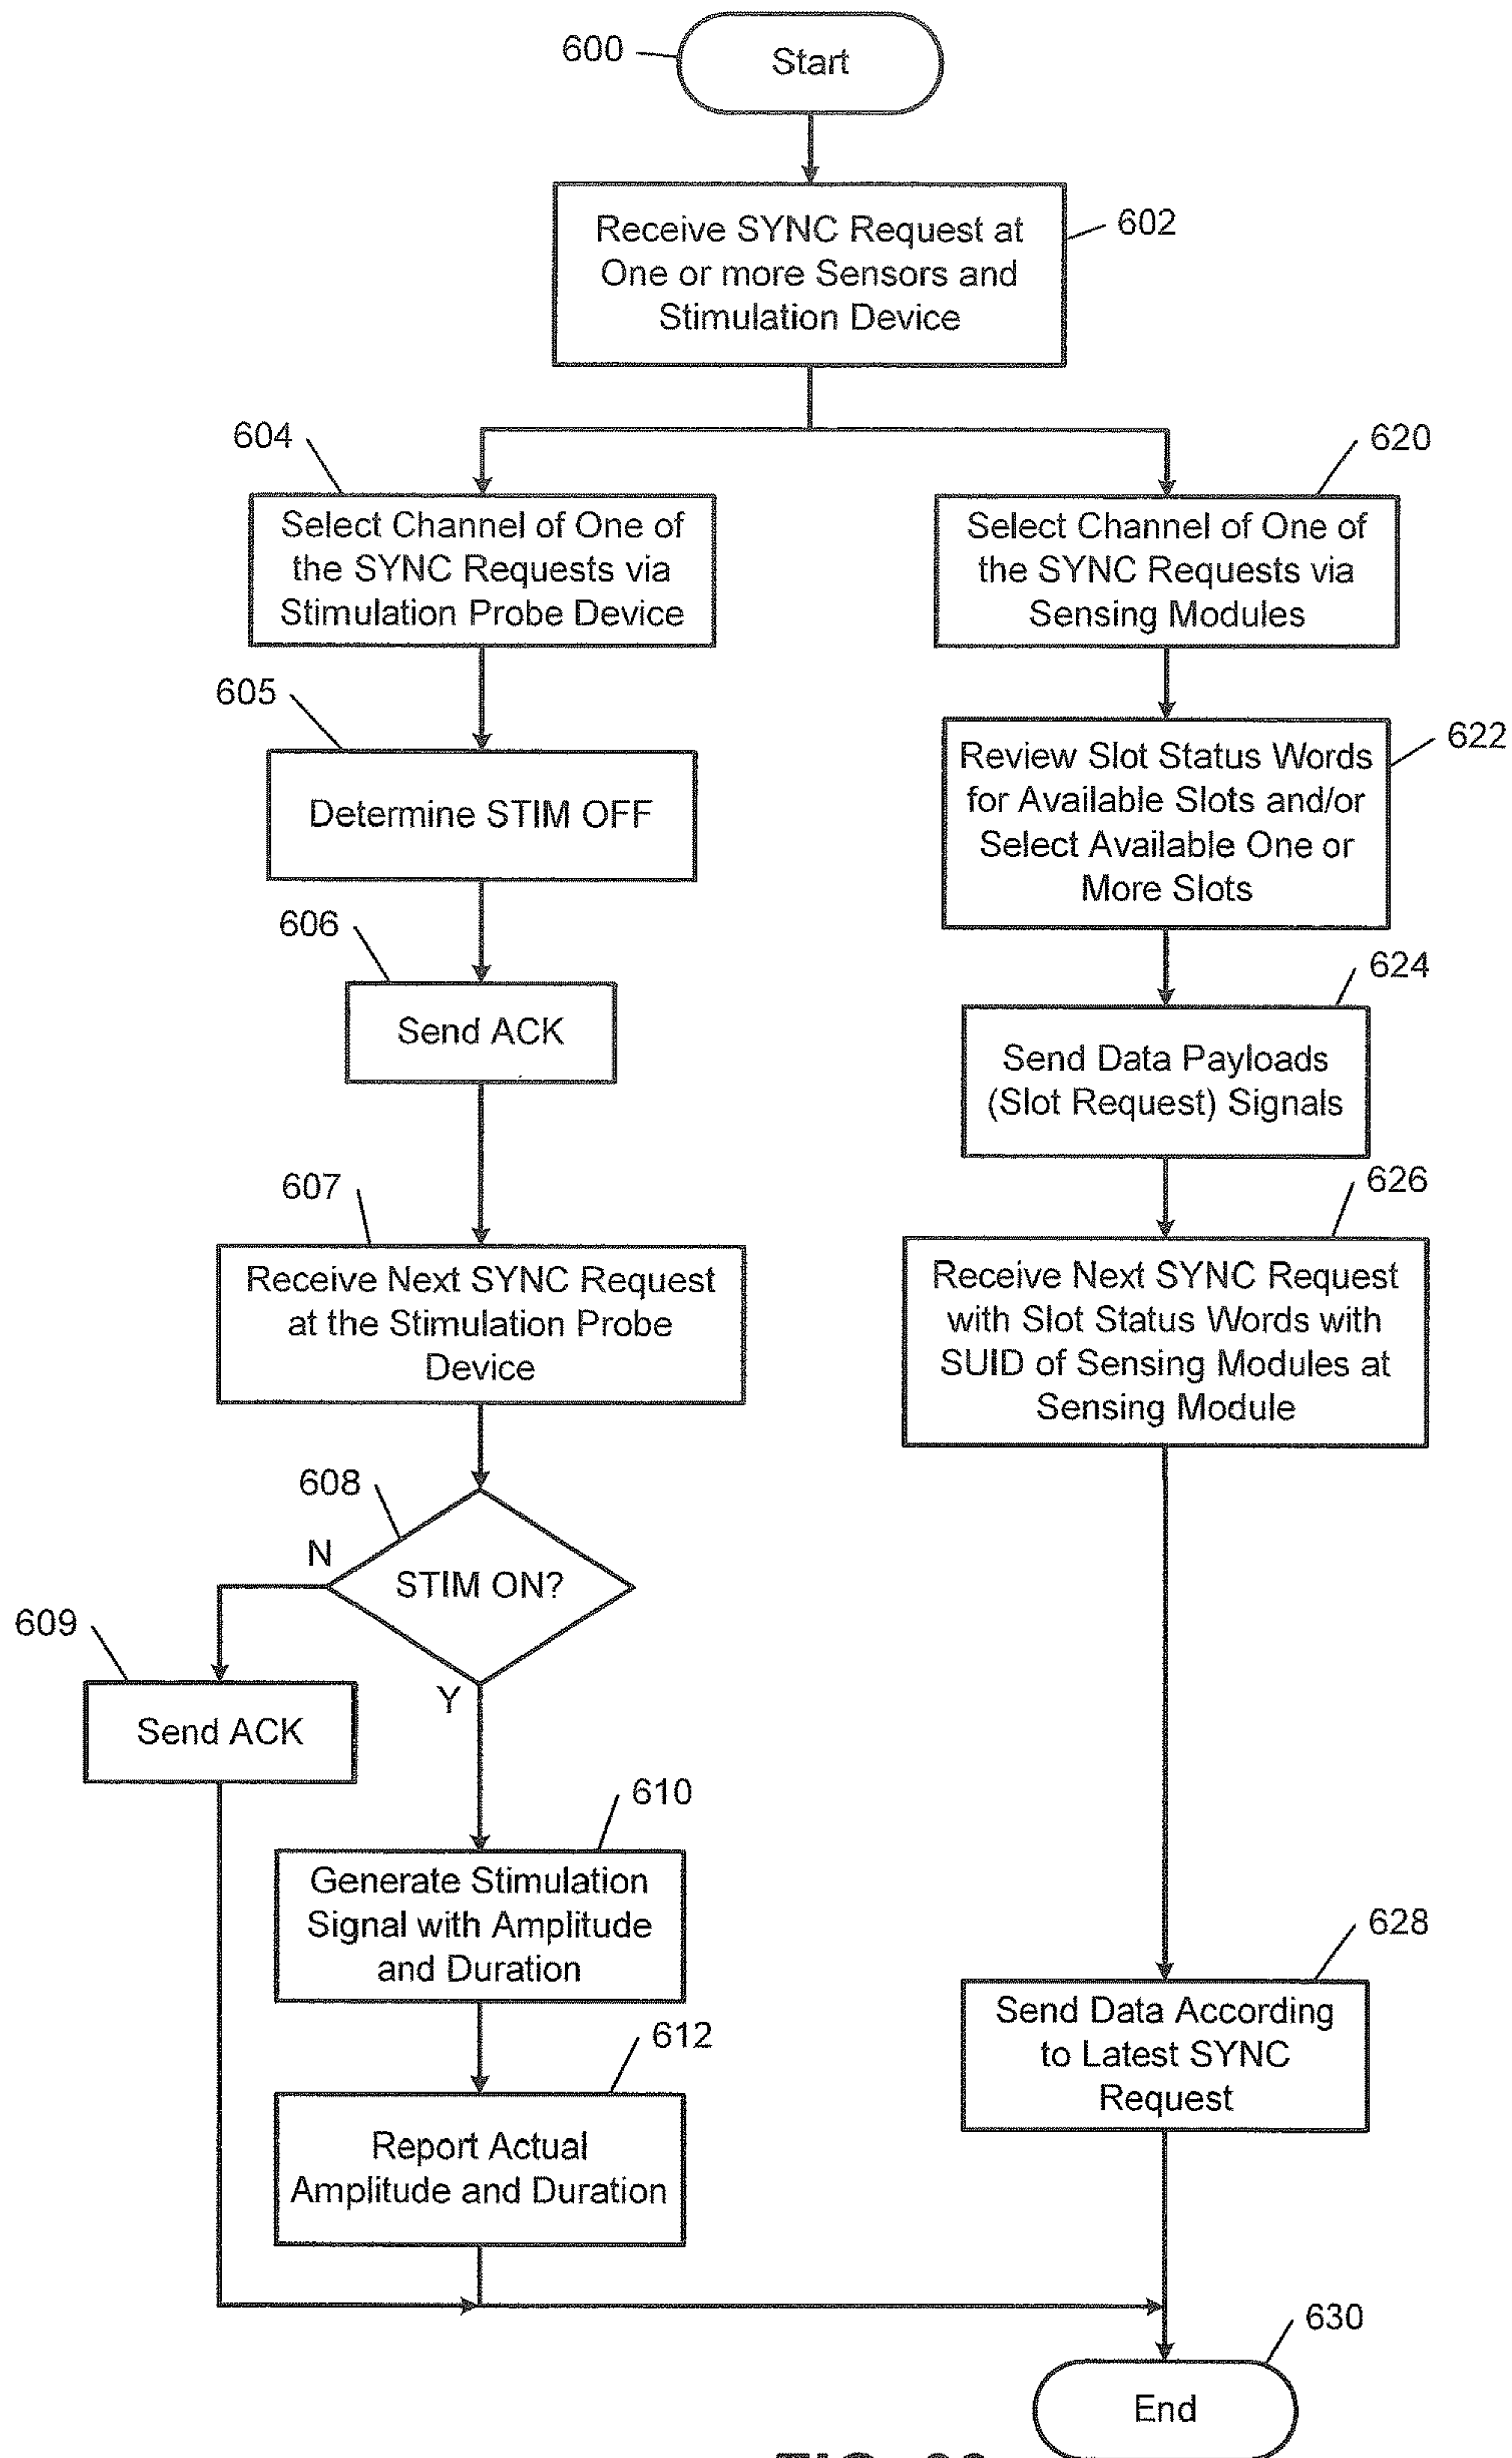 600
Start
602
Receive SYNC Request at
One or more Sensors and
Stimulation Device
604
Select Channel of One of
the SYNC Requests via
Stimulation Probe Device
605
Determine STIM OFF
606
Send ACK
607
Receive Next SYNC Request
at the Stimulation Probe
Device
608
STIM ON?
N
Y
609
Send ACK
610
Generate Stimulation
Signal with Amplitude
and Duration
612
Report Actual
Amplitude and Duration
620
Select Channel of One of
the SYNC Requests via
Sensing Modules
622
Review Slot Status Words
for Available Slots and/or
Select Available One or
More Slots
624
Send Data Payloads
(Slot Request) Signals
626
Receive Next SYNC Request
with Slot Status Words with
SUID of Sensing Modules at
Sensing Module
628
Send Data According
to Latest SYNC
Request
630
End